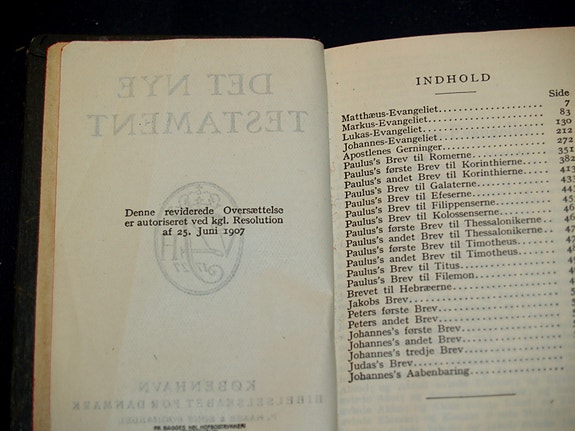 DET NYE
TESTAMENT
Denne reviderede Oversættelse
er autoriseret ved kgl. Resolution
af 25. Juni 1907
1727
KØBENHAVN
BIBELSELSKABET FOR DANMARK
INDHOLD
Side
Matthæus-Evangeliet 7
Markus-Evangeliet 83
Lukas-Evangeliet 130
Johannes-Evangeliet 212
Apostlenes Gerninger 272
Paulus's Brev til Romerne 351
Paulus's første Brev til Korinthierne 382
Paulus's andet Brev til Korinthierne 413
Paulus's Brev til Galaterne
Paulus's Brev til Efeserne
Paulus's Brev til Filippenserne
Paulus's Brev til Kolossenserne
Paulus's første Brev til Thessalonikerne
Paulus's andet Brev til Thessalonikerne
Paulus's første Brev til Timotheus
Paulus's andet Brev til Timotheus
Paulus's Brev til Titus
Paulus's Brev til Filemon
Brevet til Hebræerne
Jakobs Brev
Peters første Brev
Peters andet Brev
Johannes's første Brev
Johannes's andet Brev
Johannes's tredje Brev
Judas's Brev
Johannes's Aabenbaring